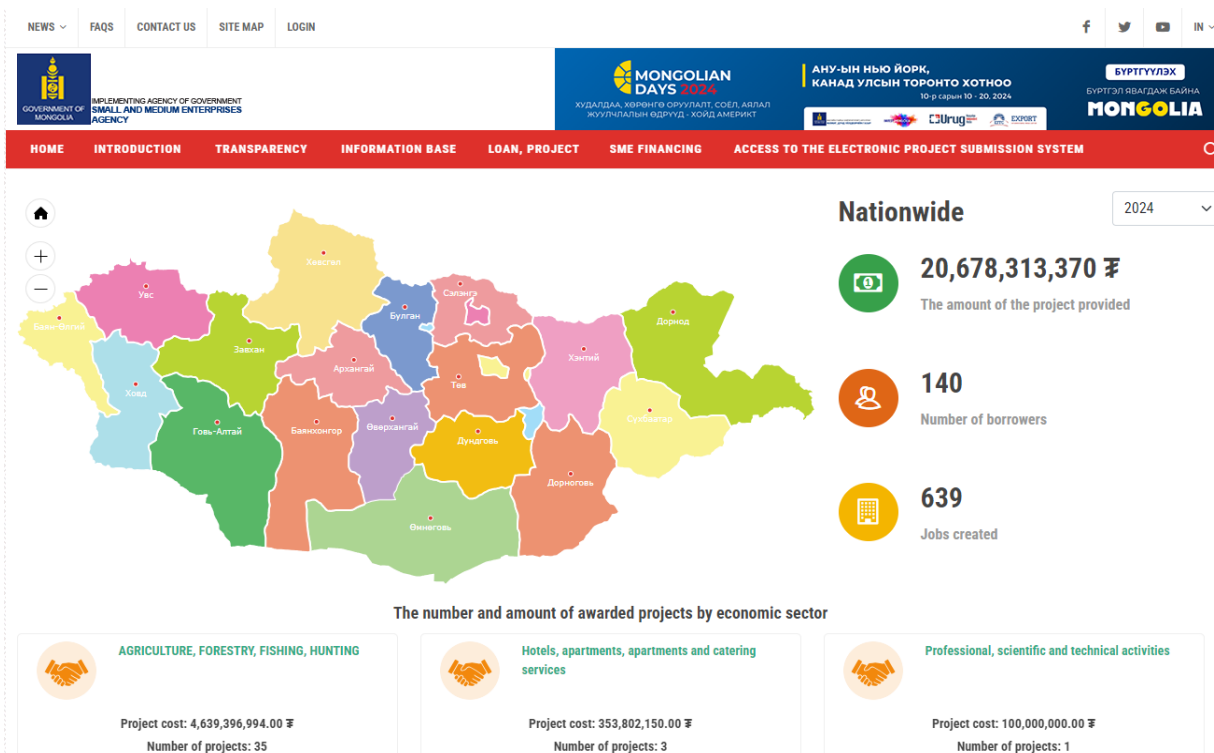 NEWS
FAQS
CONTACT US
SITE MAP
LOGIN
IN
GOVERNMENT OF
MONGOLIA
IMPLEMENTING AGENCY OF GOVERNMENT
SMALL AND MEDIUM ENTERPRISES
AGENCY
MONGOLIAN
DAYS 2024
ХУДАЛДАА, ХӨРӨНГӨ ОРУУЛАЛТ, СОЁЛ, АЯЛАЛ
ЖУУЛЧЛАЛЫН ӨДРҮҮД - ХОЙД АМЕРИКТ
АНУ-ЫН НЬЮ ЙОРК,
КАНАД УЛСЫН ТОРОНТО ХОТНОО
10-р сарын 10 - 20, 2024
Urug
EXPORT
БҮРТГҮҮЛЭХ
БҮРТГЭЛ ЯВАГДАЖ БАЙНА
MONGOLIA
HOME
INTRODUCTION
TRANSPARENCY
INFORMATION BASE
LOAN, PROJECT
SME FINANCING
ACCESS TO THE ELECTRONIC PROJECT SUBMISSION SYSTEM
Nationwide
2024
20,678,313,370 ₮
The amount of the project provided
140
Number of borrowers
639
Jobs created
Хөвсгөл
Увс
Сэлэнгэ
Булган
Баян-Өлгий
Дорнод
Завхан
Хэнтий
Архангай
Төв
Ховд
Сүхбаатар
Өвөрхангай
Говь-Алтай
Баянхонгор
Дундговь
Дорноговь
Өмнөговь
The number and amount of awarded projects by economic sector
AGRICULTURE, FORESTRY, FISHING, HUNTING
Project cost: 4,639,396,994.00 ₮
Number of projects: 35
Hotels, apartments, apartments and catering
services
Project cost: 353,802,150.00 ₮
Number of projects: 3
Professional, scientific and technical activities
Project cost: 100,000,000.00 ₮
Number of projects: 1